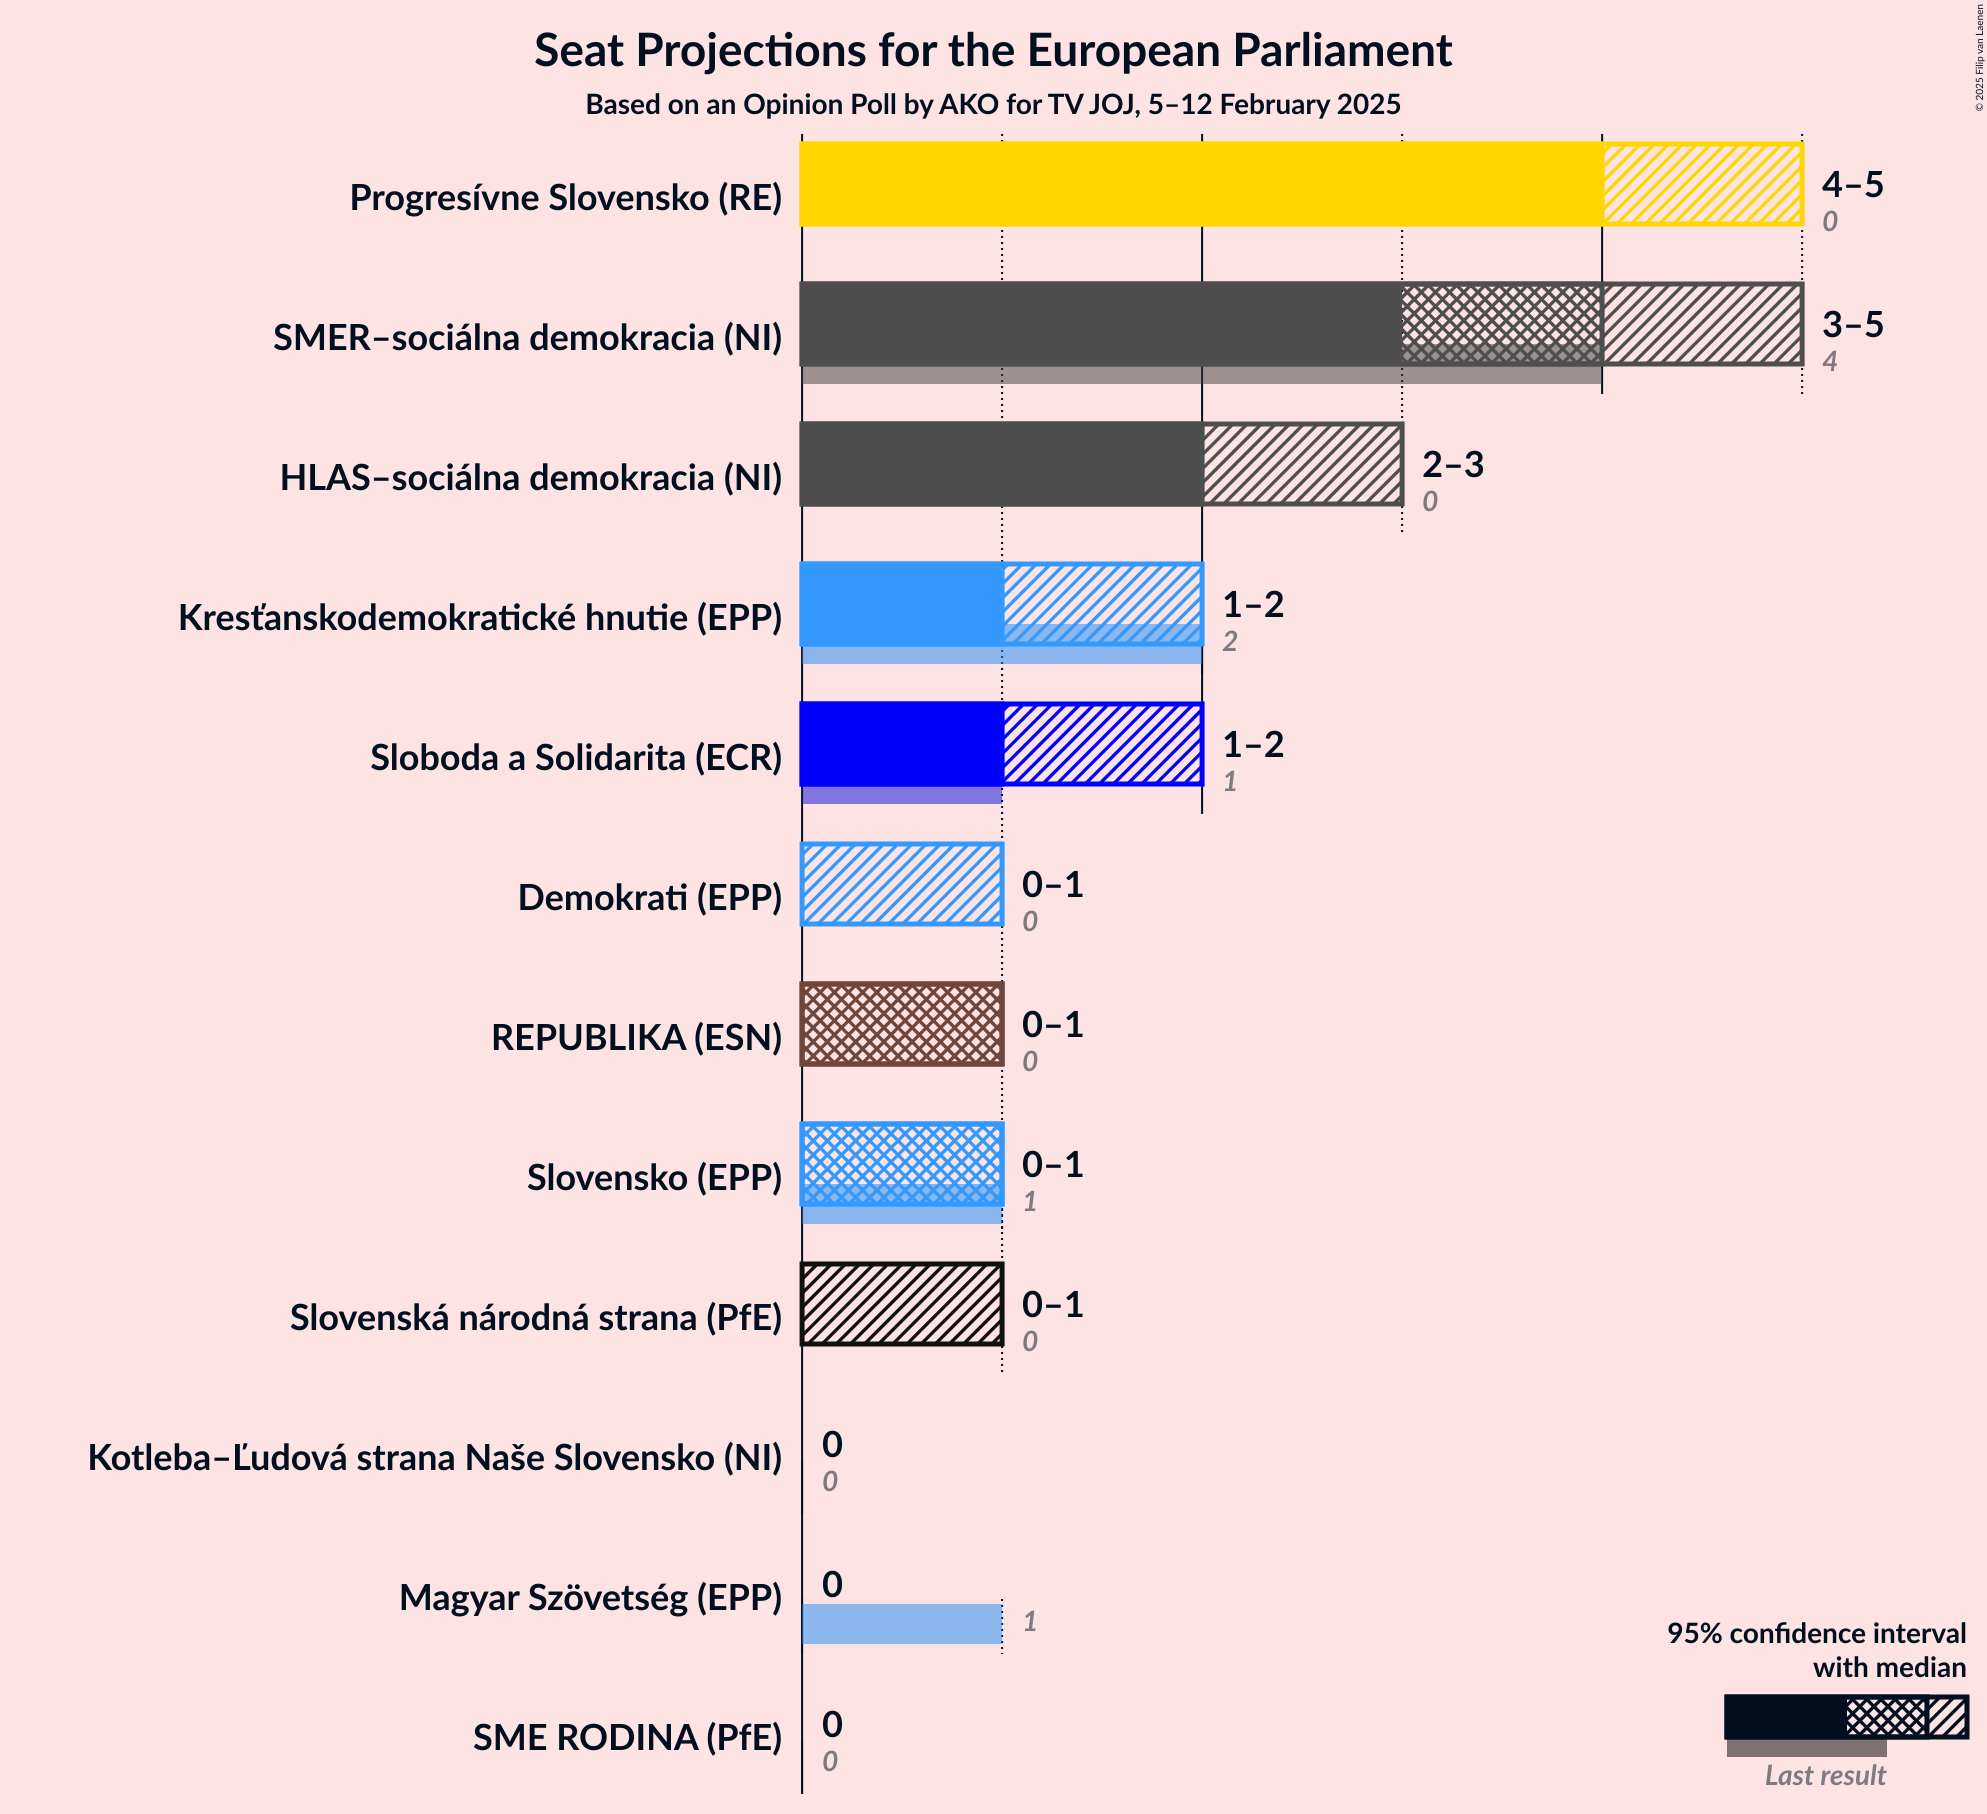 Seat Projections for the European Parliament
Based on an Opinion Poll by AKO for TV JOJ, 5–12 February 2025
© 2025 Filip van Laenen
Progresívne Slovensko (RE)
4–5
0
SMER–sociálna demokracia (NI)
3–5
4
HLAS–sociálna demokracia (NI)
2–3
0
Kresťanskodemokratické hnutie (EPP)
1–2
2
Sloboda a Solidarita (ECR)
1–2
1
Demokrati (EPP)
0–1
0
REPUBLIKA (ESN)
0–1
0
Slovensko (EPP)
0–1
1
Slovenská národná strana (PfE)
0–1
0
Kotleba–Ľudová strana Naše Slovensko (NI)
0
0
Magyar Szövetség (EPP)
0
1
SME RODINA (PfE)
0
0
95% confidence interval
with median
Last result